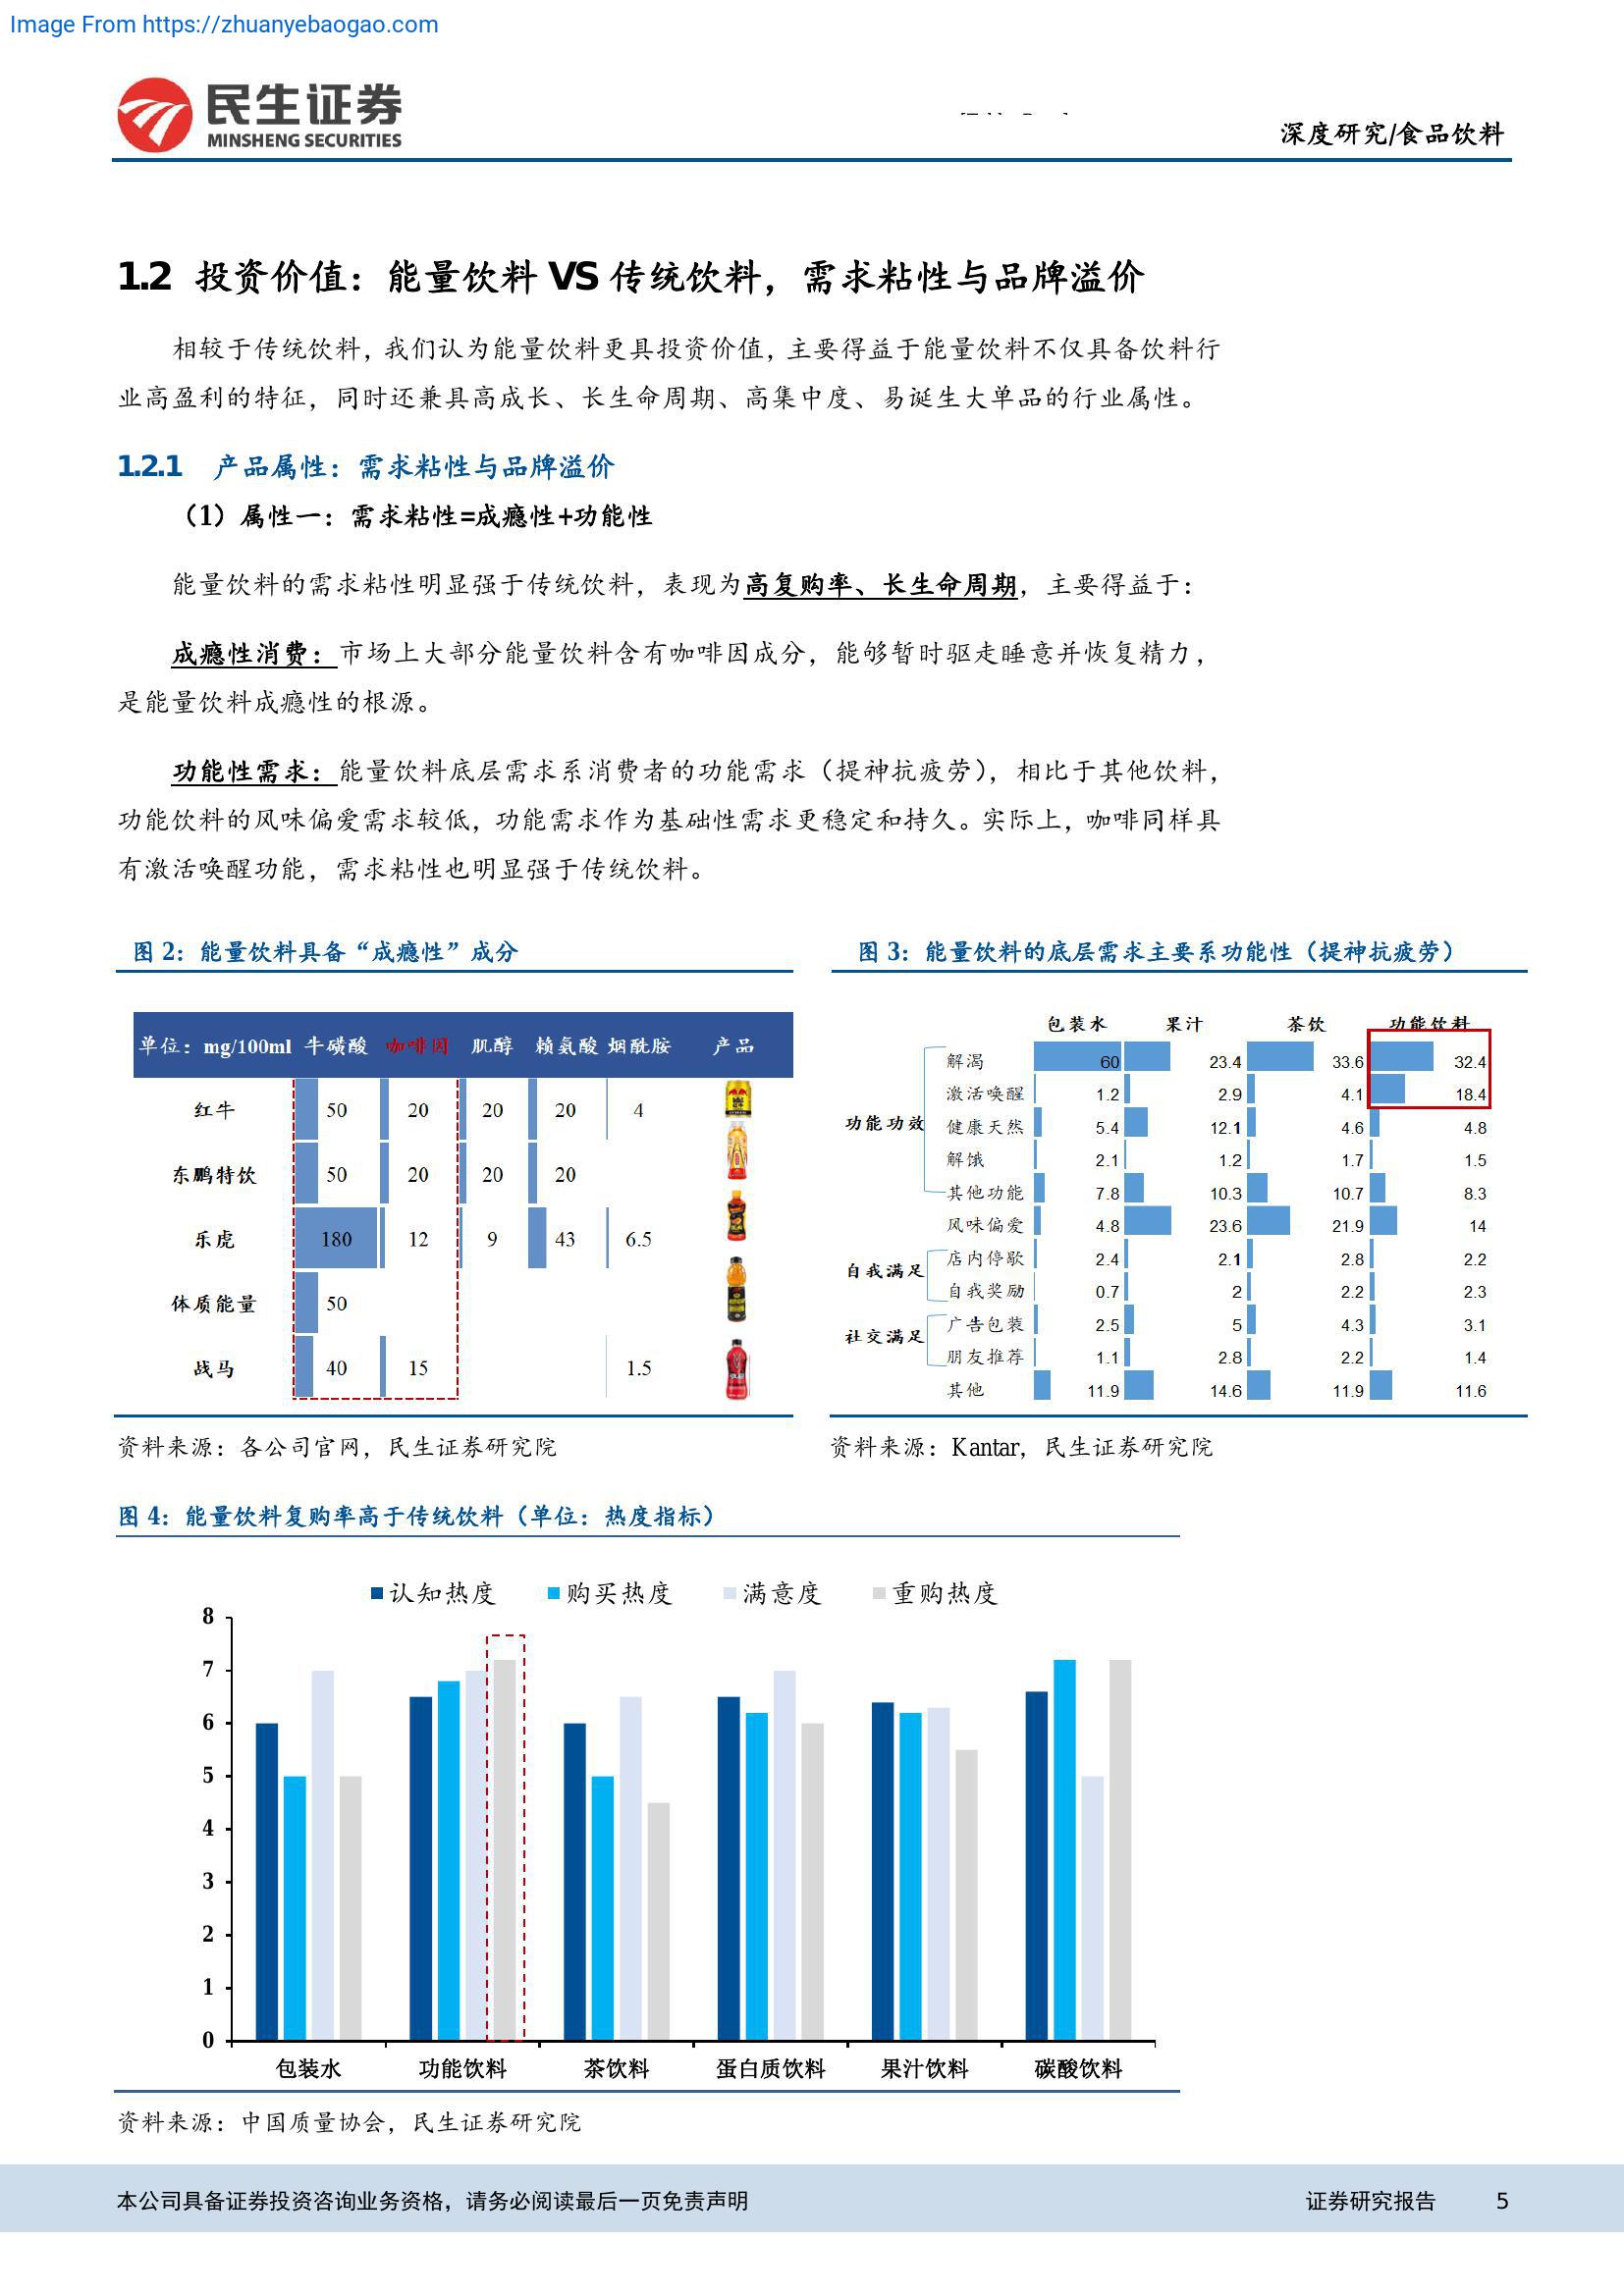 Image From https://zhuanyebaogao.com
民生证券
MINSHENG SECURITIES
深度研究/食品饮料
1.2 投资价值：能量饮料 VS 传统饮料，需求粘性与品牌溢价
相较于传统饮料，我们认为能量饮料更具投资价值，主要得益于能量饮料不仅具备饮料行
业高盈利的特征，同时还兼具高成长、长生命周期、高集中度、易诞生大单品的行业属性。
1.2.1 产品属性：需求粘性与品牌溢价
（1）属性一：需求粘性=成瘾性+功能性
能量饮料的需求粘性明显强于传统饮料，表现为高复购率、长生命周期，主要得益于：
成瘾性消费：市场上大部分能量饮料含有咖啡因成分，能够暂时驱走睡意并恢复精力，
是能量饮料成瘾性的根源。
功能性需求：能量饮料底层需求系消费者的功能需求（提神抗疲劳），相比于其他饮料，
功能饮料的风味偏爱需求较低，功能需求作为基础性需求更稳定和持久。实际上，咖啡同样具
有激活唤醒功能，需求粘性也明显强于传统饮料。
图 2：能量饮料具备“成瘾性”成分
单位：mg/100ml 牛磺酸 咖啡因 肌醇 赖氨酸 烟酰胺 产品
红牛 50 20 20 20 4
东鹏特饮 50 20 20 20
乐虎 180 12 9 43 6.5
体质能量 50
战马 40 15 1.5
资料来源：各公司官网，民生证券研究院
图 3：能量饮料的底层需求主要系功能性（提神抗疲劳）
包装水 果汁 茶饮 功能饮料
解渴 60 23.4 33.6 32.4
激活唤醒 1.2 2.9 4.1 18.4
功能功效 健康天然 5.4 12.1 4.6 4.8
解饿 2.1 1.2 1.7 1.5
其他功能 7.8 10.3 10.7 8.3
风味偏爱 4.8 23.6 21.9 14
自我满足 店内停歇 2.4 2.1 2.8 2.2
自我奖励 0.7 2 2.2 2.3
社交满足 广告包装 2.5 5 4.3 3.1
朋友推荐 1.1 2.8 2.2 1.4
其他 11.9 14.6 11.9 11.6
资料来源：Kantar，民生证券研究院
图 4：能量饮料复购率高于传统饮料（单位：热度指标）
认知热度 购买热度 满意度 重购热度
8
7
6
5
4
3
2
1
0
包装水 功能饮料 茶饮料 蛋白质饮料 果汁饮料 碳酸饮料
资料来源：中国质量协会，民生证券研究院
本公司具备证券投资咨询业务资格，请务必阅读最后一页免责声明 证券研究报告 5